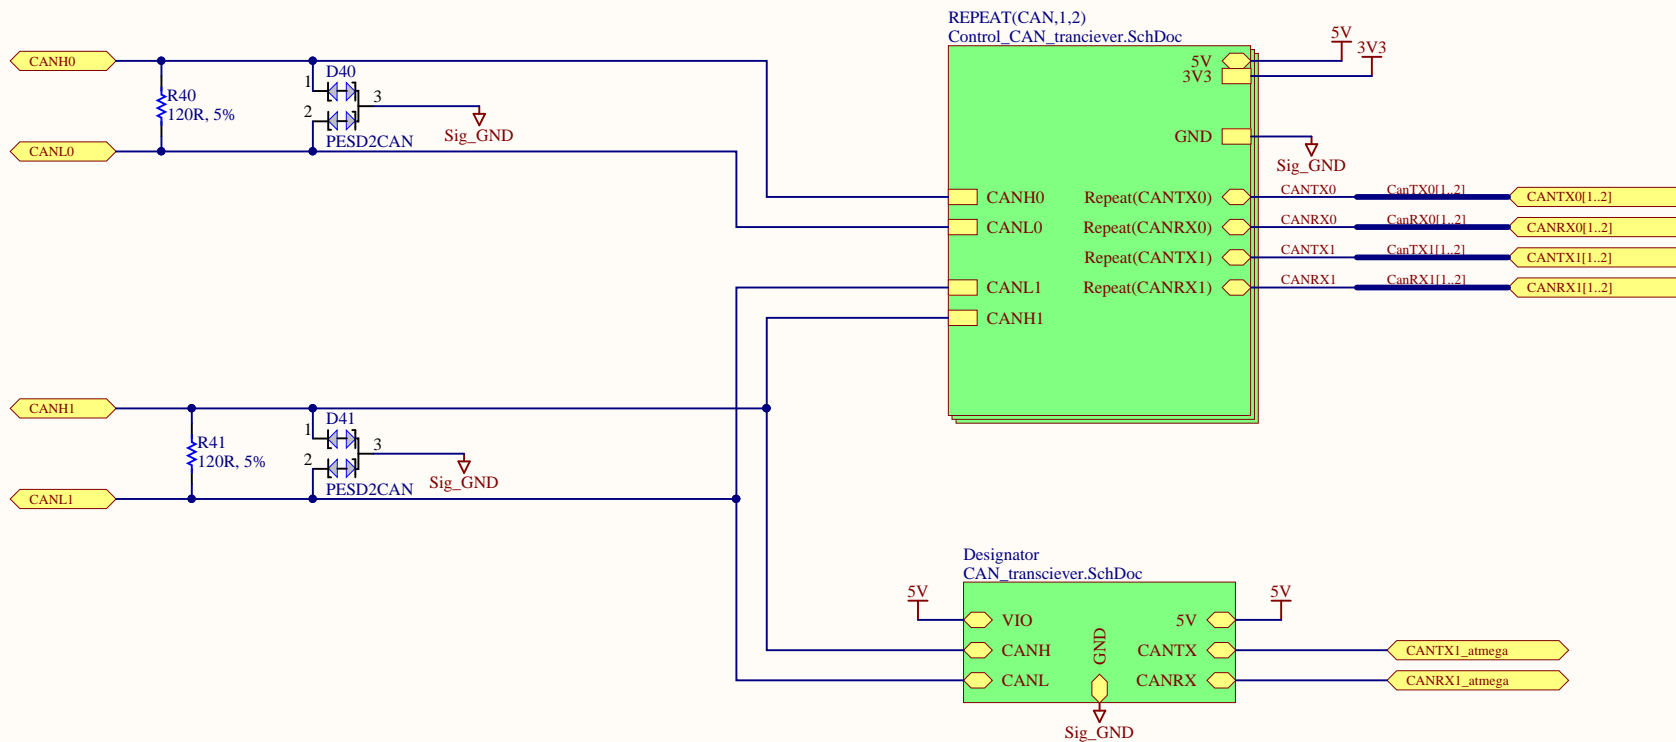 REPEAT(CAN,1,2)
Control_CAN_tranciever.SchDoc
5V
3V3
5V
3V3
GND
Sig_GND
CANH0
R40
120R, 5%
CANL0
D40
1
2
3
PESD2CAN
Sig_GND
CANH0
CANL0
CANL1
CANH1
Repeat(CANTX0)
Repeat(CANRX0)
Repeat(CANTX1)
Repeat(CANRX1)
CANTX0
CanTX0[1..2]
CANTX0[1..2]
CANRX0
CanRX0[1..2]
CANRX0[1..2]
CANTX1
CanTX1[1..2]
CANTX1[1..2]
CANRX1
CanRX1[1..2]
CANRX1[1..2]
CANH1
R41
120R, 5%
CANL1
D41
1
2
3
PESD2CAN
Sig_GND
Designator
CAN_transciever.SchDoc
5V
VIO
CANH
CANL
GND
5V
CANTX
CANRX
5V
CANTX1_atmega
CANRX1_atmega
Sig_GND